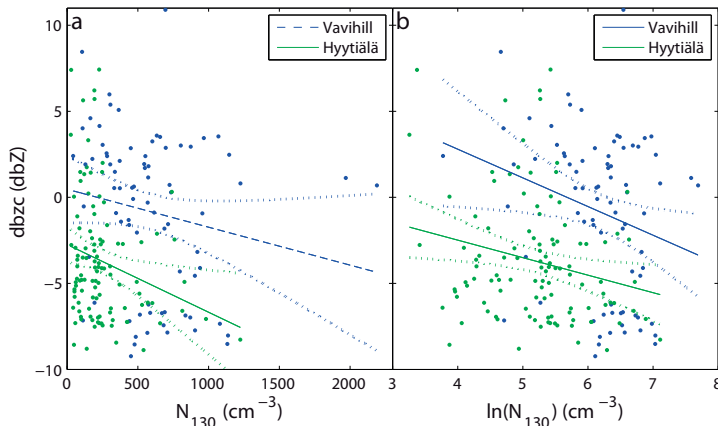 a
b
Vavihill
Hyytiälä
Vavihill
Hyytiälä
dbzc (dbZ)
10
5
0
−5
−10
0 500 1000 1500 2000
3 4 5 6 7 8
N130 (cm −3)
ln(N130) (cm −3)